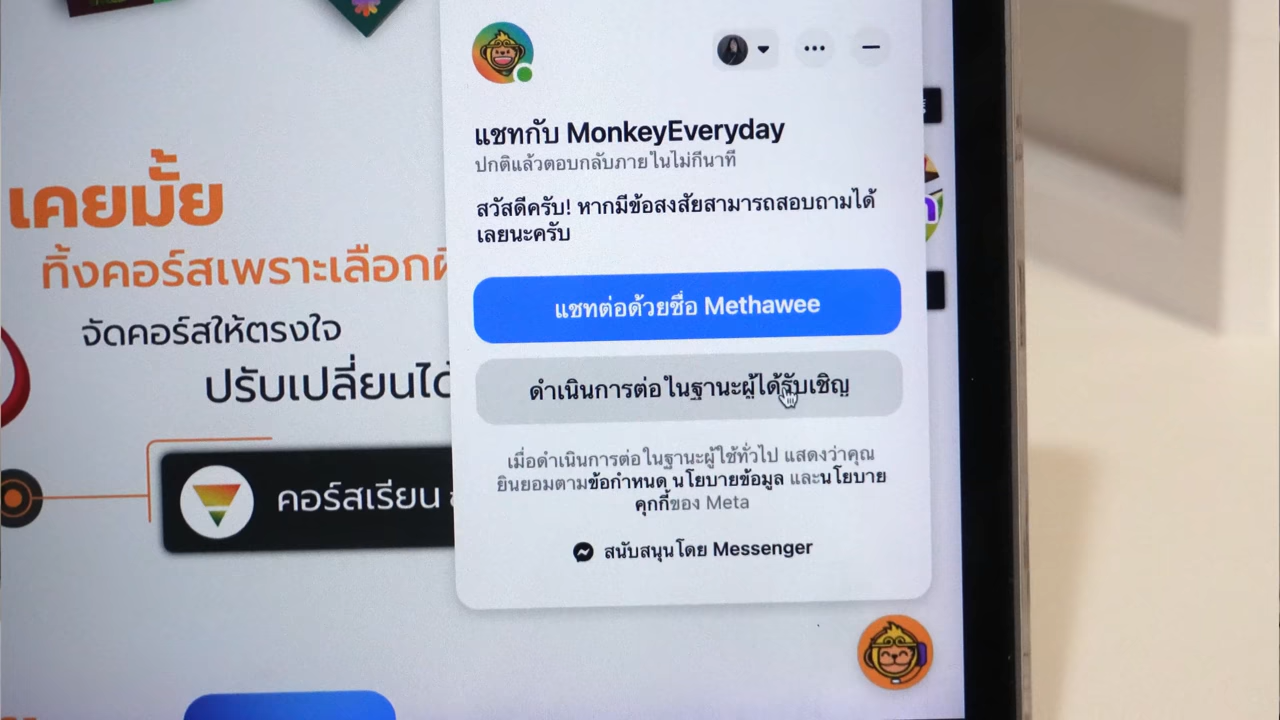 แชทกับ MonkeyEveryday
ปกติแล้วตอบกลับภายในไม่กี่นาที
สวัสดีครับ! หากมีข้อสงสัยสามารถสอบถามได้
เลยนะครับ
แชทต่อด้วยชื่อ Methawee
ดำเนินการต่อในฐานะผู้ได้รับเชิญ
เมื่อดำเนินการต่อในฐานะผู้ใช้ทั่วไป แสดงว่าคุณ
ยินยอมตามข้อกำหนด นโยบายข้อมูล และนโยบาย
คุกกี้ของ Meta
สนับสนุนโดย Messenger
เคยมั้ย
ทิ้งคอร์สเพราะเลือก
จัดคอร์สให้ตรงใจ
ปรับเปลี่ยนได้
คอร์สเรียน